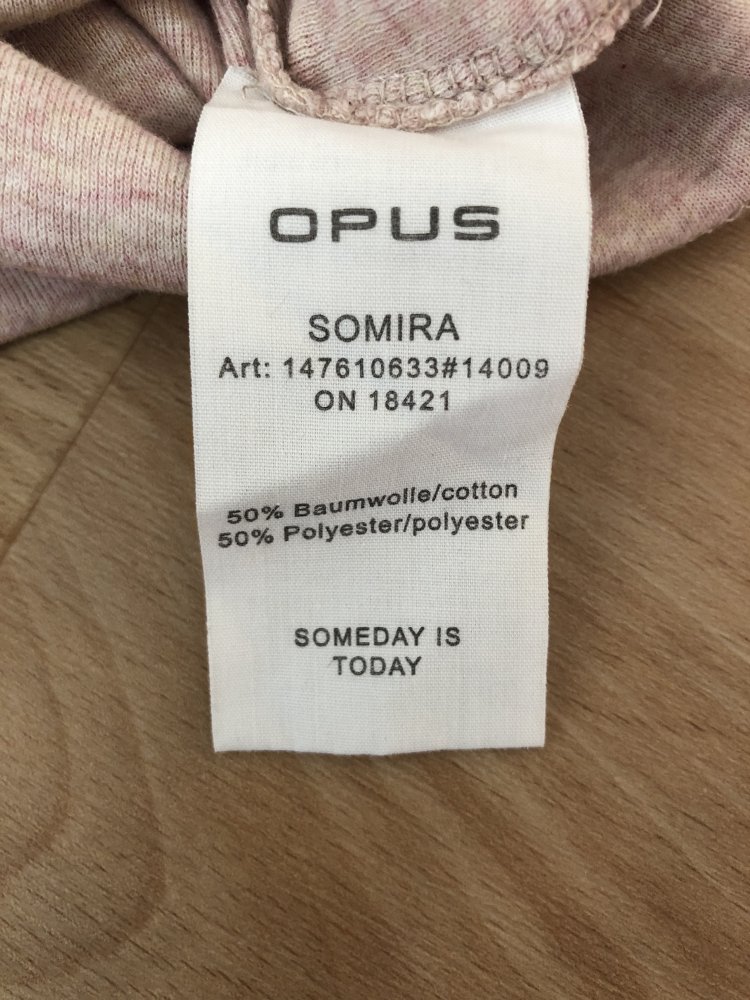 OPUS
SOMIRA
Art: 147610633#14009
ON 18421
50% Baumwolle/cotton
50% Polyester/polyester
SOMEDAY IS
TODAY